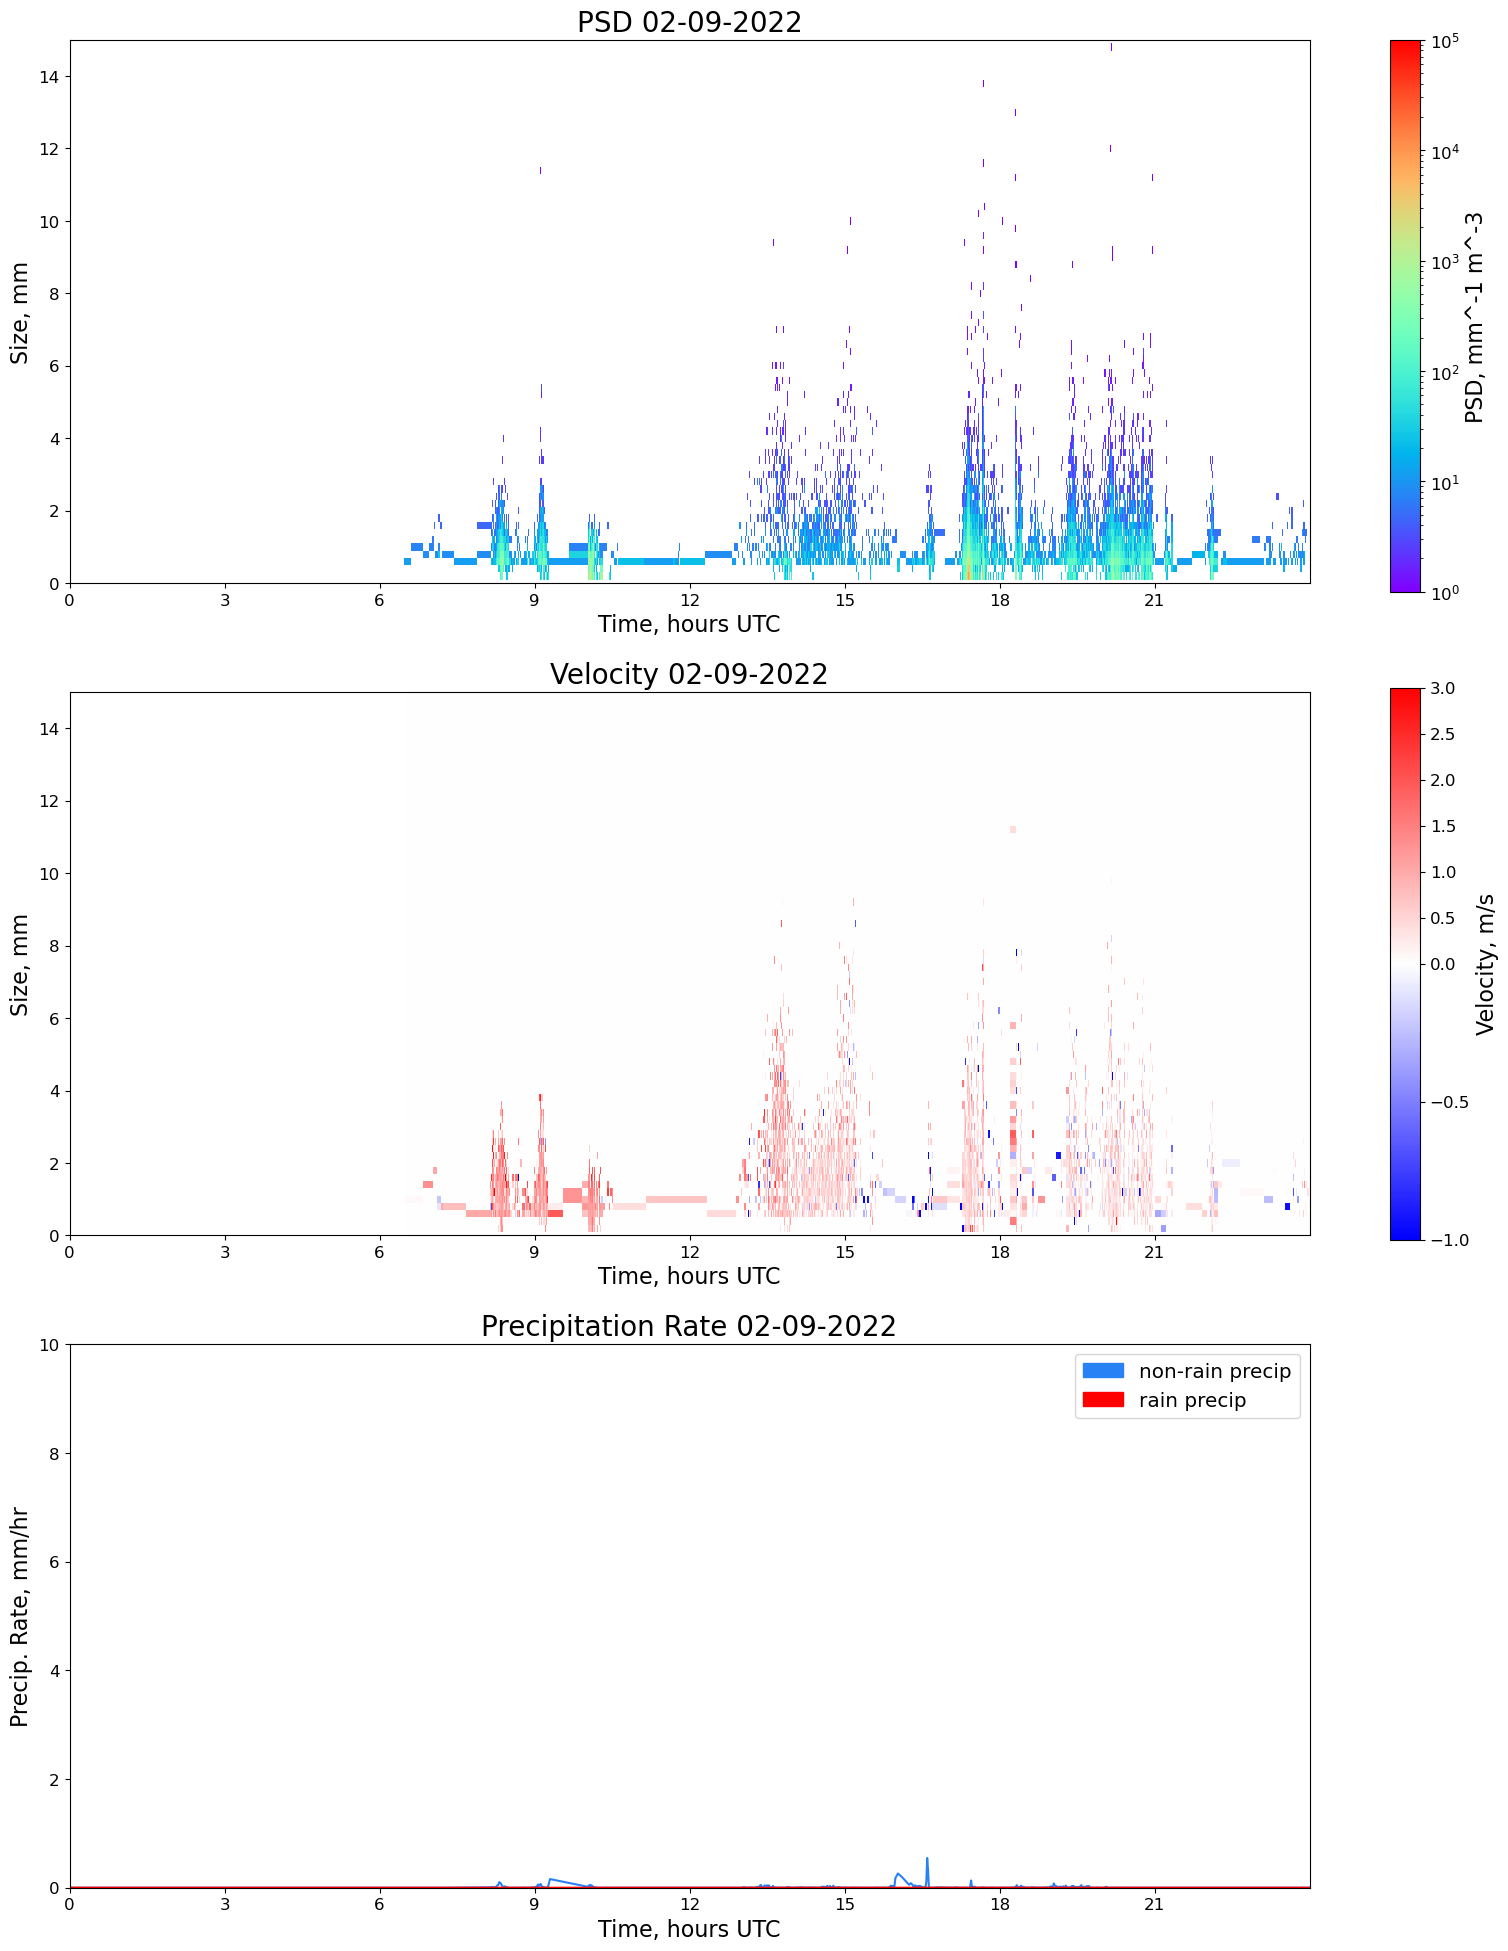 PSD 02-09-2022
Size, mm
14
12
10
8
6
4
2
0
0 3 6 9 12 15 18 21
Time, hours UTC
10^5
10^4
10^3
10^2
10^1
10^0
PSD, mm^-1 m^-3
Velocity 02-09-2022
Size, mm
14
12
10
8
6
4
2
0
0 3 6 9 12 15 18 21
Time, hours UTC
3.0
2.5
2.0
1.5
1.0
0.5
0.0
−0.5
−1.0
Velocity, m/s
Precipitation Rate 02-09-2022
Precip. Rate, mm/hr
10
8
6
4
2
0
non-rain precip
rain precip
0 3 6 9 12 15 18 21
Time, hours UTC